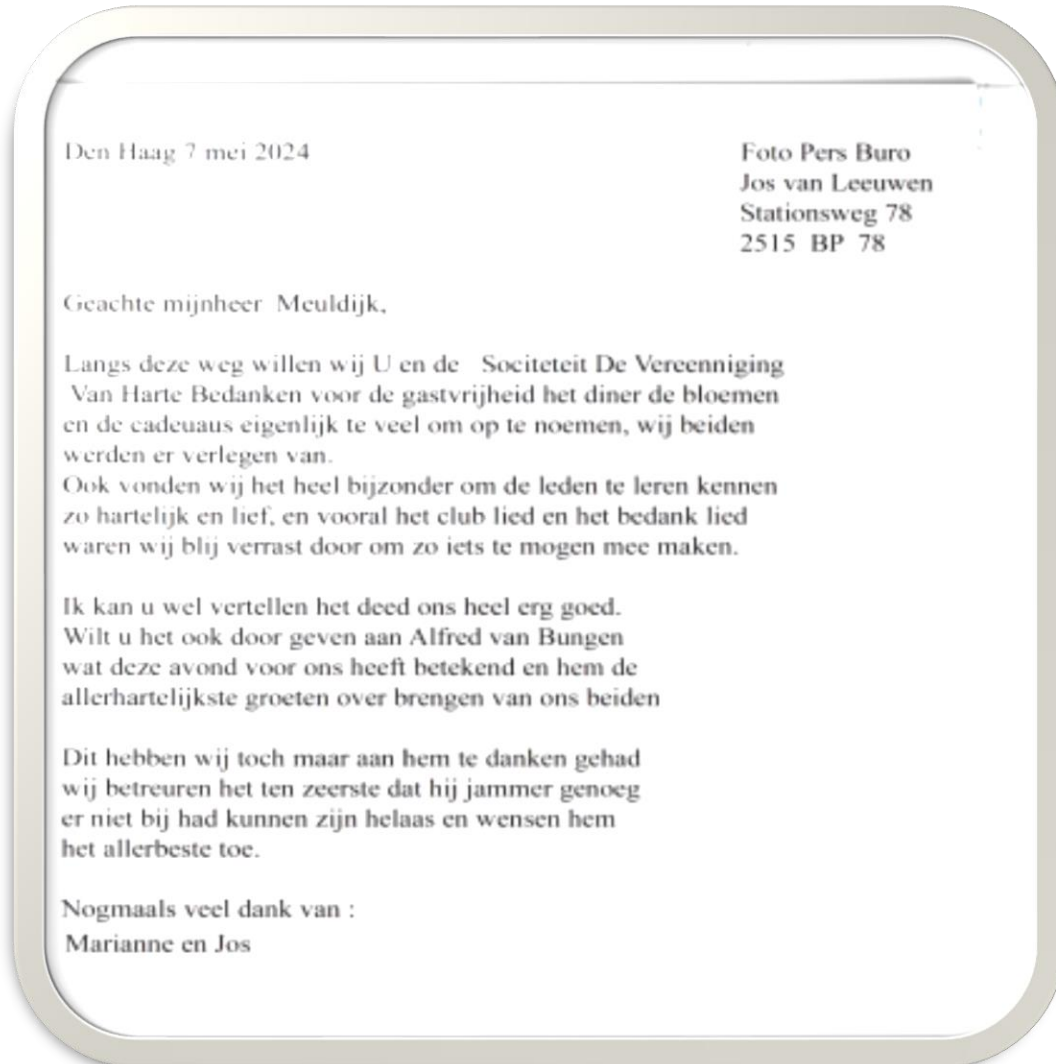 Den Haag 7 mei 2024
Foto Pers Buro
Jos van Leeuwen
Stationsweg 78
2515 BP 78
Geachte mijnheer Meuldijk,
Langs deze weg willen wij U en de Sociteteit De Vereenniging
Van Harte Bedanken voor de gastvrijheid het diner de bloemen
en de cadeuaus eigenlijk te veel om op te noemen, wij beiden
werden er verlegen van.
Ook vonden wij het heel bijzonder om de leden te leren kennen
zo hartelijk en lief, en vooral het club lied en het bedank lied
waren wij blij verrast door om zo iets te mogen mee maken.
Ik kan u wel vertellen het deed ons heel erg goed.
Wilt u het ook door geven aan Alfred van Bungen
wat deze avond voor ons heeft betekend en hem de
allerhartelijkste groeten over brengen van ons beiden
Dit hebben wij toch maar aan hem te danken gehad
wij betreuren het ten zeerste dat hij jammer genoeg
er niet bij had kunnen zijn helaas en wensen hem
het allerbeste toe.
Nogmaals veel dank van :
Marianne en Jos